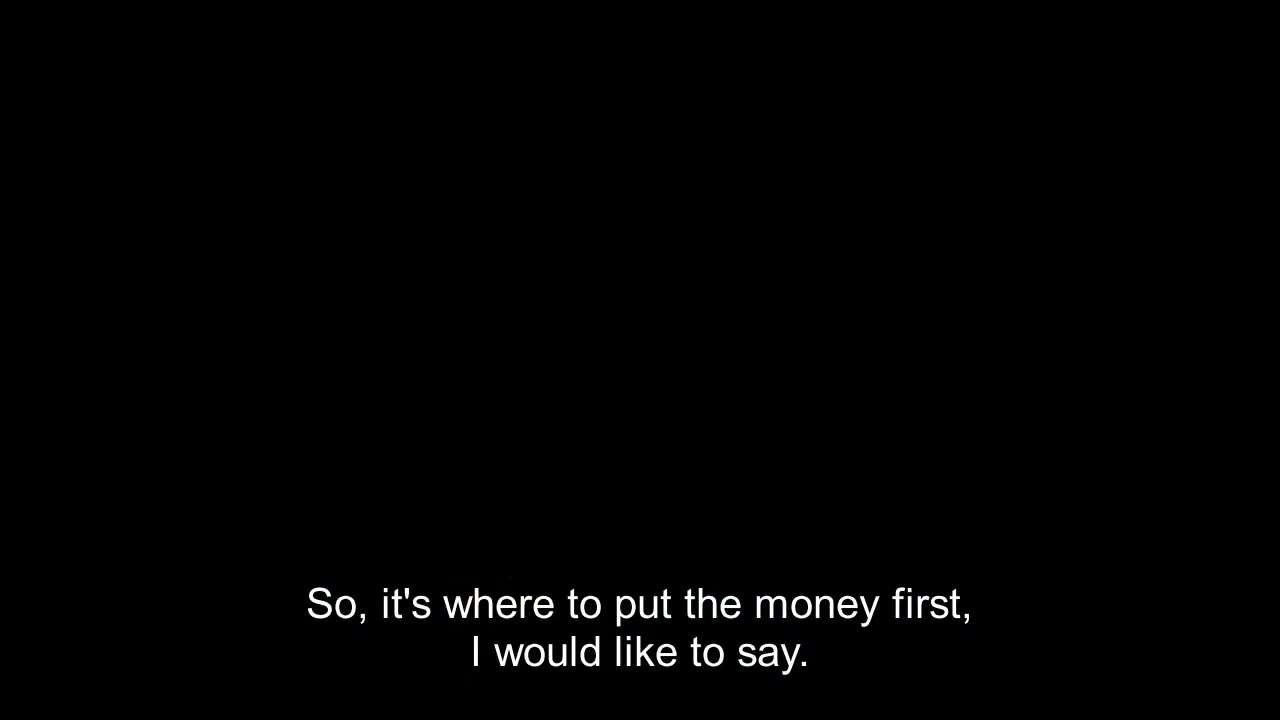 So, it's where to put the money first,
I would like to say.